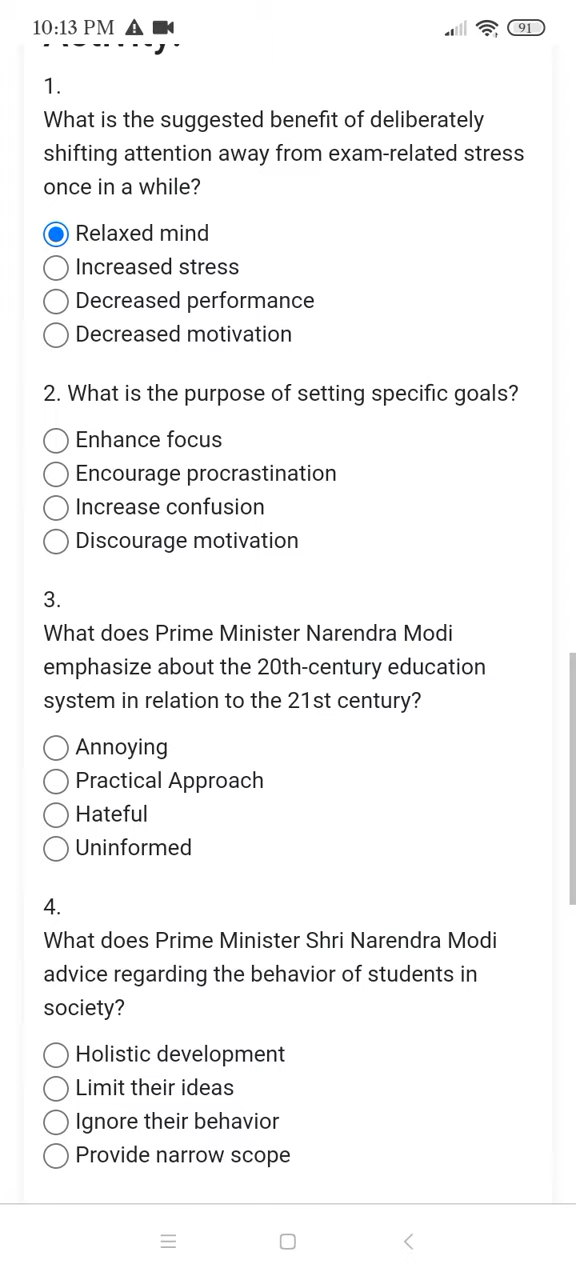 10:13 PM
91
1.
What is the suggested benefit of deliberately
shifting attention away from exam-related stress
once in a while?
Relaxed mind
Increased stress
Decreased performance
Decreased motivation
2. What is the purpose of setting specific goals?
Enhance focus
Encourage procrastination
Increase confusion
Discourage motivation
3.
What does Prime Minister Narendra Modi
emphasize about the 20th-century education
system in relation to the 21st century?
Annoying
Practical Approach
Hateful
Uninformed
4.
What does Prime Minister Shri Narendra Modi
advice regarding the behavior of students in
society?
Holistic development
Limit their ideas
Ignore their behavior
Provide narrow scope